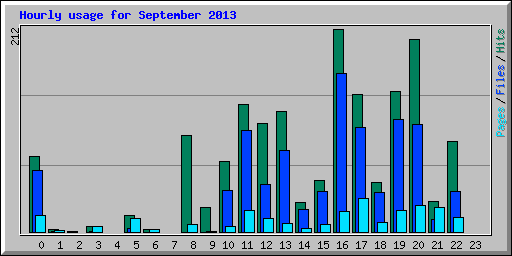 Hourly usage for September 2013
212
Pages/Files/Hits
0 1 2 3 4 5 6 7 8 9 10 11 12 13 14 15 16 17 18 19 20 21 22 23